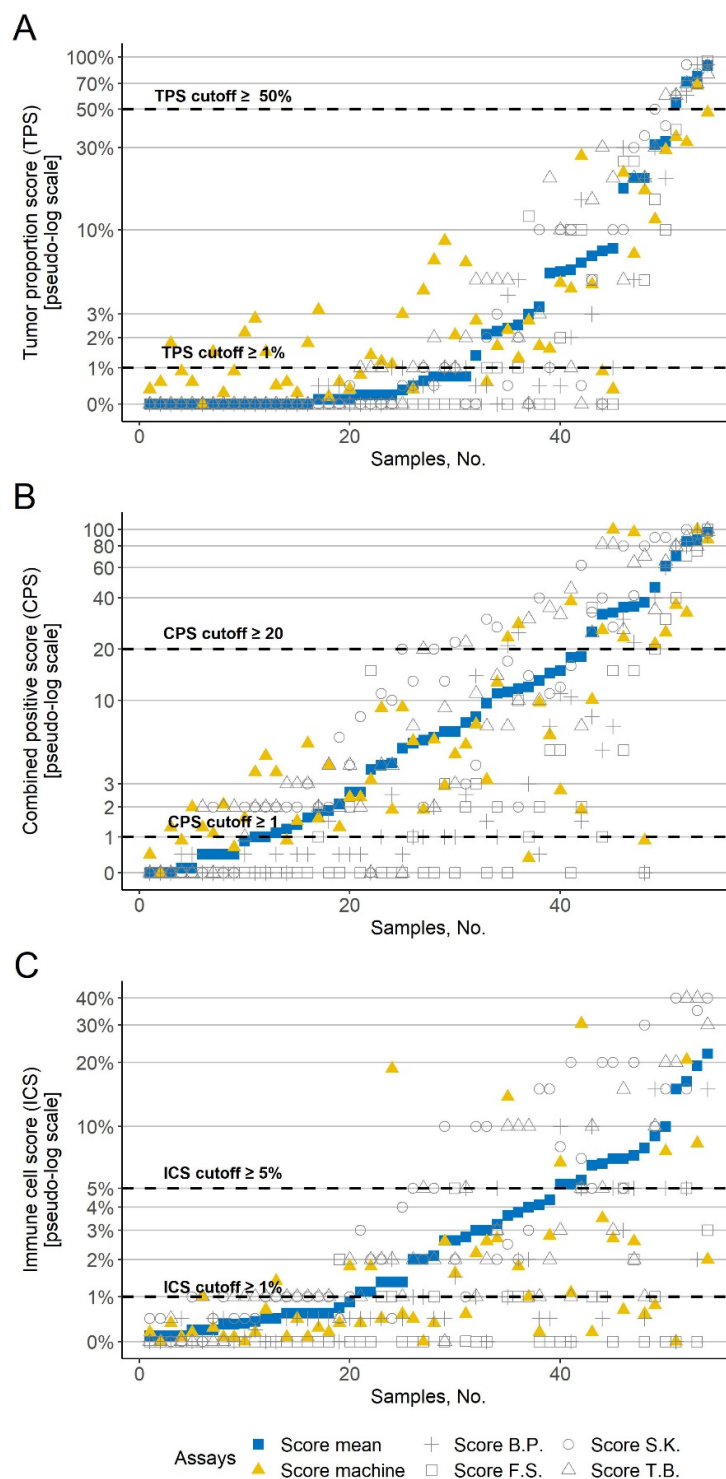 A
Tumor proportion score (TPS)
[pseudo-log scale]
100%
70%
50%
30%
10%
3%
2%
1%
0%
TPS cutoff ≥ 50%
TPS cutoff ≥ 1%
0
20
40
Samples, No.
B
Combined positive score (CPS)
[pseudo-log scale]
100
80
60
40
20
10
3
2
1
0
CPS cutoff ≥ 20
CPS cutoff ≥ 1
0
20
40
Samples, No.
C
Immune cell score (ICS)
[pseudo-log scale]
40%
30%
20%
10%
5%
4%
3%
2%
1%
0%
ICS cutoff ≥ 5%
ICS cutoff ≥ 1%
0
20
40
Samples, No.
Assays
Score mean
Score B.P.
Score S.K.
Score machine
Score F.S.
Score T.B.